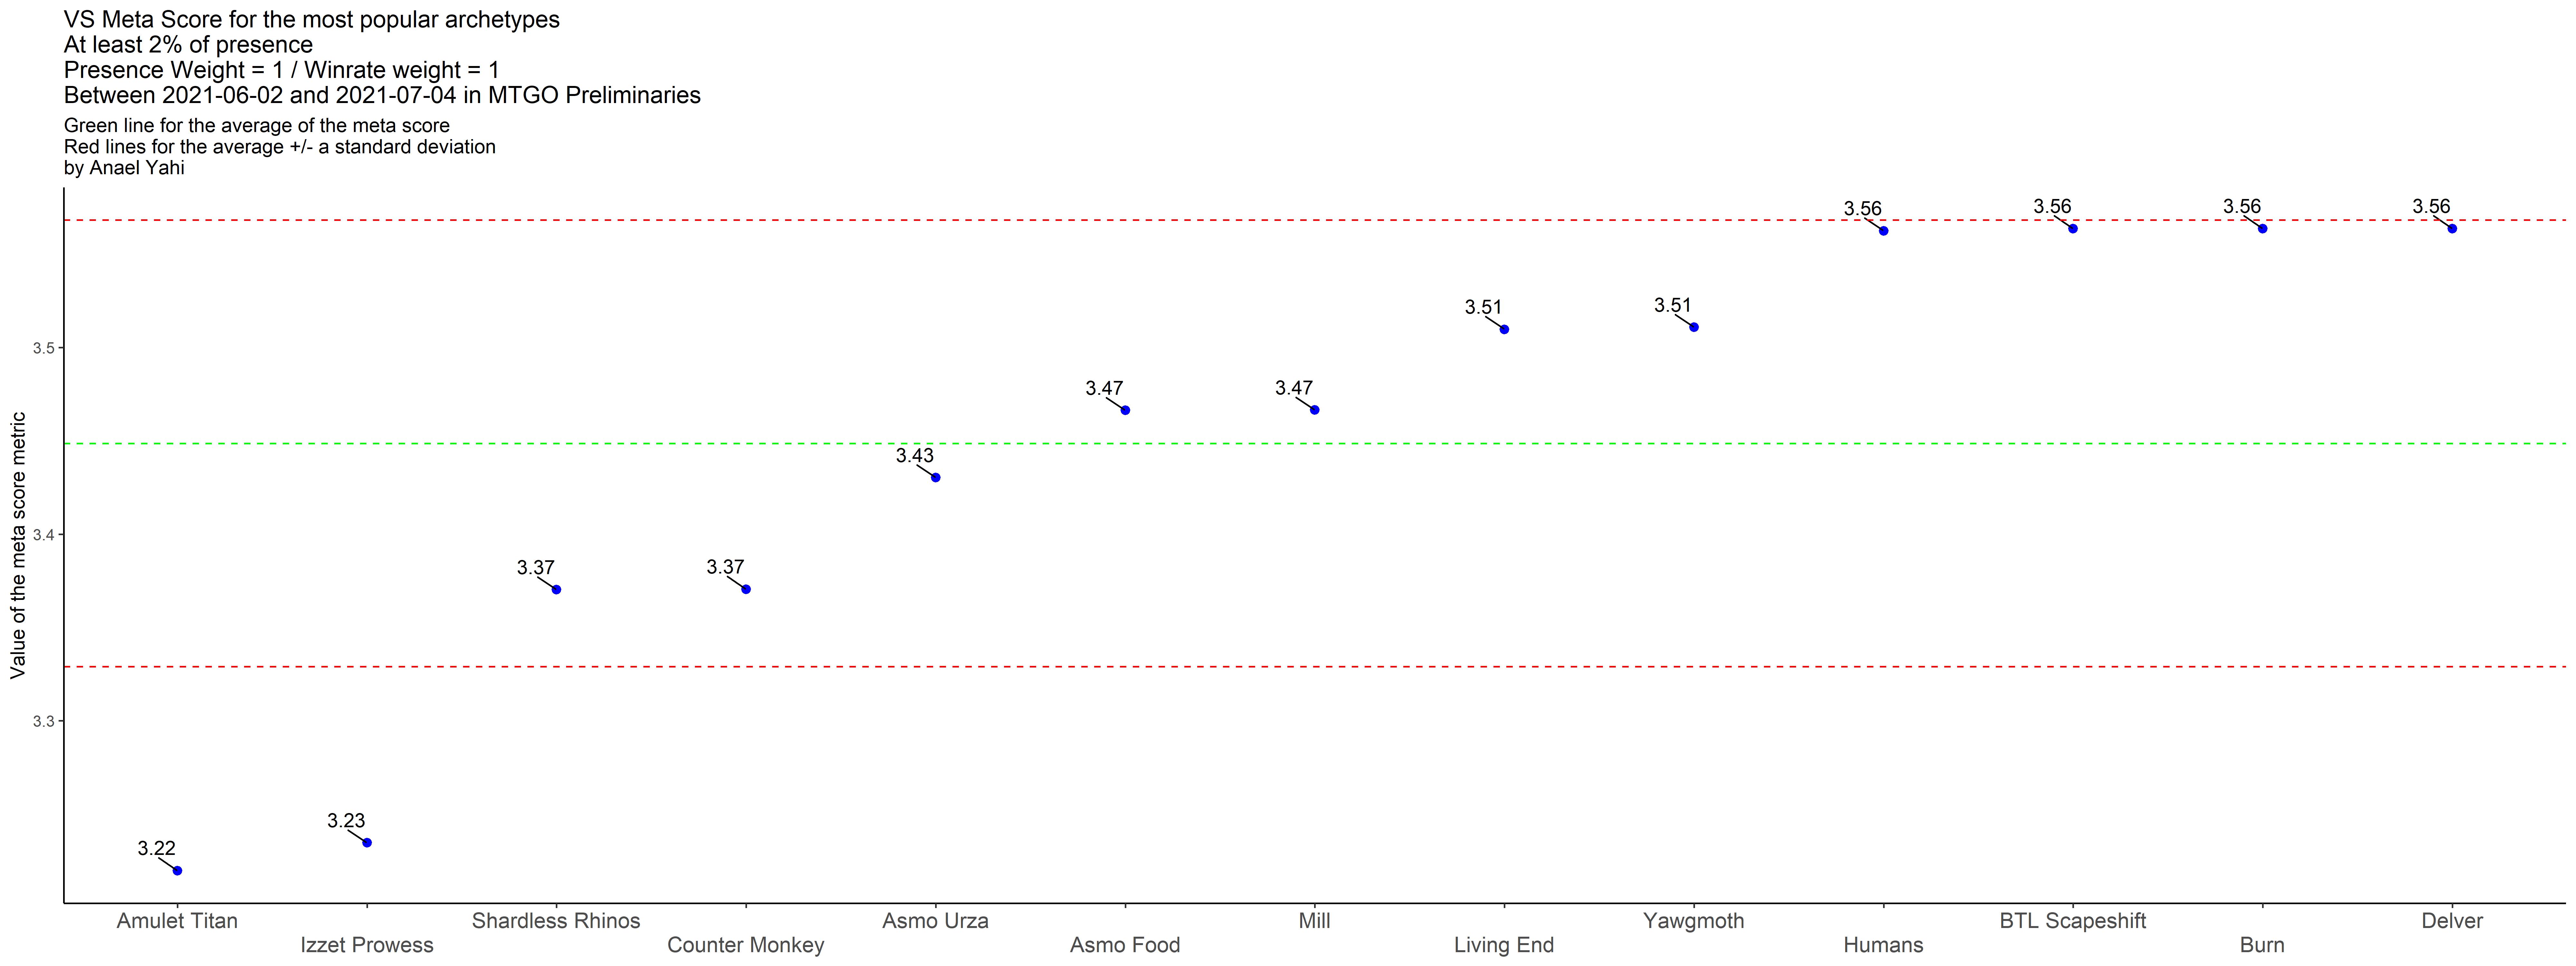 VS Meta Score for the most popular archetypes
At least 2% of presence
Presence Weight = 1 / Winrate weight = 1
Between 2021-06-02 and 2021-07-04 in MTGO Preliminaries
Green line for the average of the meta score
Red lines for the average +/- a standard deviation
by Anael Yahi
Value of the meta score metric
3.5
3.4
3.3
3.22
3.23
3.37
3.37
3.43
3.47
3.47
3.51
3.51
3.56
3.56
3.56
3.56
Amulet Titan
Izzet Prowess
Shardless Rhinos
Counter Monkey
Asmo Urza
Asmo Food
Mill
Living End
Yawgmoth
Humans
BTL Scapeshift
Burn
Delver